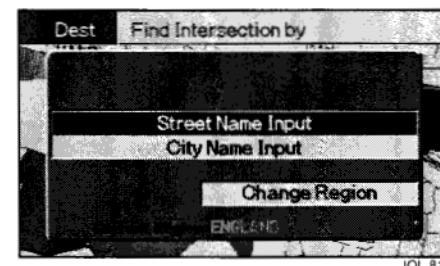 Dest Find Intersection by
Street Name Input
City Name Input
Change Region
ENGLAND